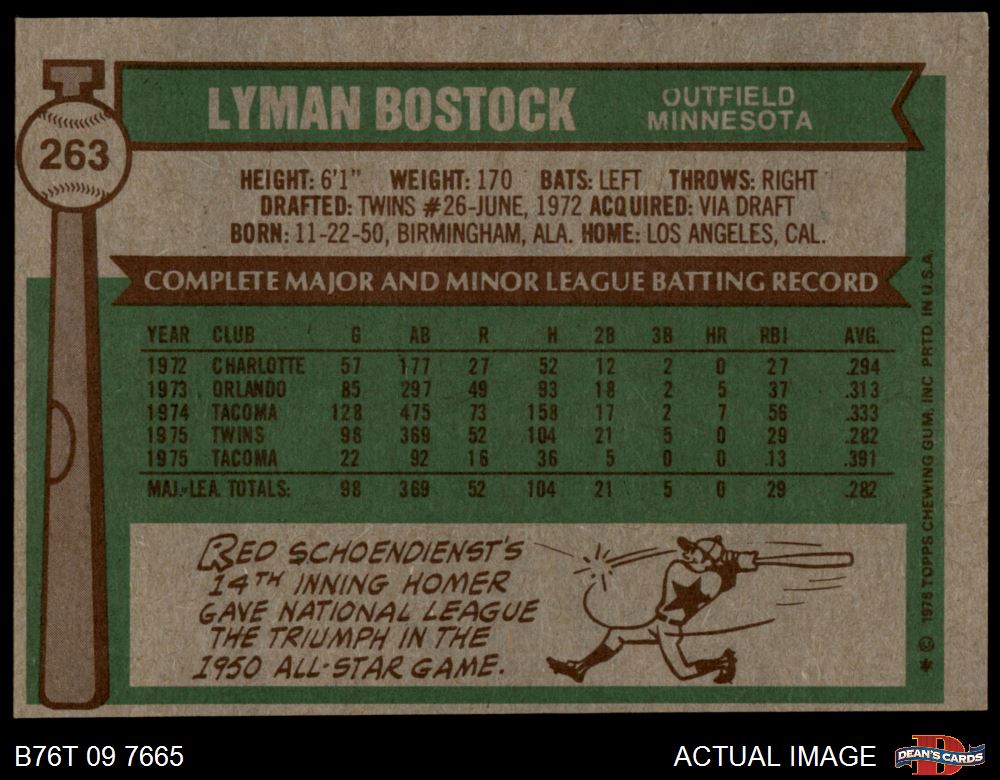 263
LYMAN BOSTOCK
OUTFIELD
MINNESOTA
HEIGHT: 6'1" WEIGHT: 170 BATS: LEFT THROWS: RIGHT
DRAFTED: TWINS #26-JUNE, 1972 ACQUIRED: VIA DRAFT
BORN: 11-22-50, BIRMINGHAM, ALA. HOME: LOS ANGELES, CAL.
COMPLETE MAJOR AND MINOR LEAGUE BATTING RECORD
YEAR CLUB G AB R H 2B 3B HR RBI AVG.
1972 CHARLOTTE 57 177 27 52 12 2 0 27 .294
1973 ORLANDO 85 297 49 93 18 2 5 37 .313
1974 TACOMA 128 475 73 158 17 2 7 56 .333
1975 TWINS 98 369 52 104 21 5 0 29 .282
1975 TACOMA 22 92 16 36 5 0 0 13 .391
MAJ.-LEA. TOTALS: 98 369 52 104 21 5 0 29 .282
RED SCHOENDIENST'S
14TH INNING HOMER
GAVE NATIONAL LEAGUE
THE TRIUMPH IN THE
1950 ALL-STAR GAME.
* © 1976 TOPPS CHEWING GUM, INC. PRTD. IN U.S.A.
B76T 09 7665
ACTUAL IMAGE
DEAN'S CARDS